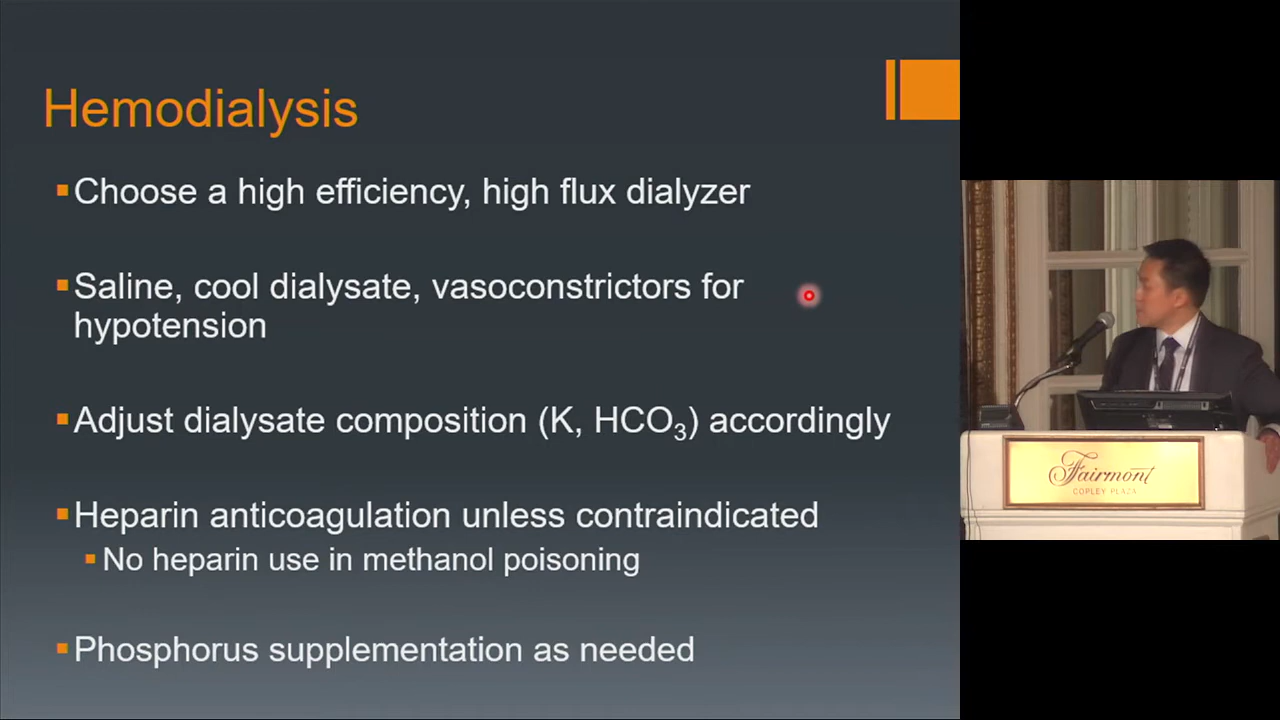 Hemodialysis
Choose a high efficiency, high flux dialyzer
Saline, cool dialysate, vasoconstrictors for
hypotension
Adjust dialysate composition (K, HCO₃) accordingly
Heparin anticoagulation unless contraindicated
No heparin use in methanol poisoning
Phosphorus supplementation as needed
Fairmont
COPLEY PLAZA